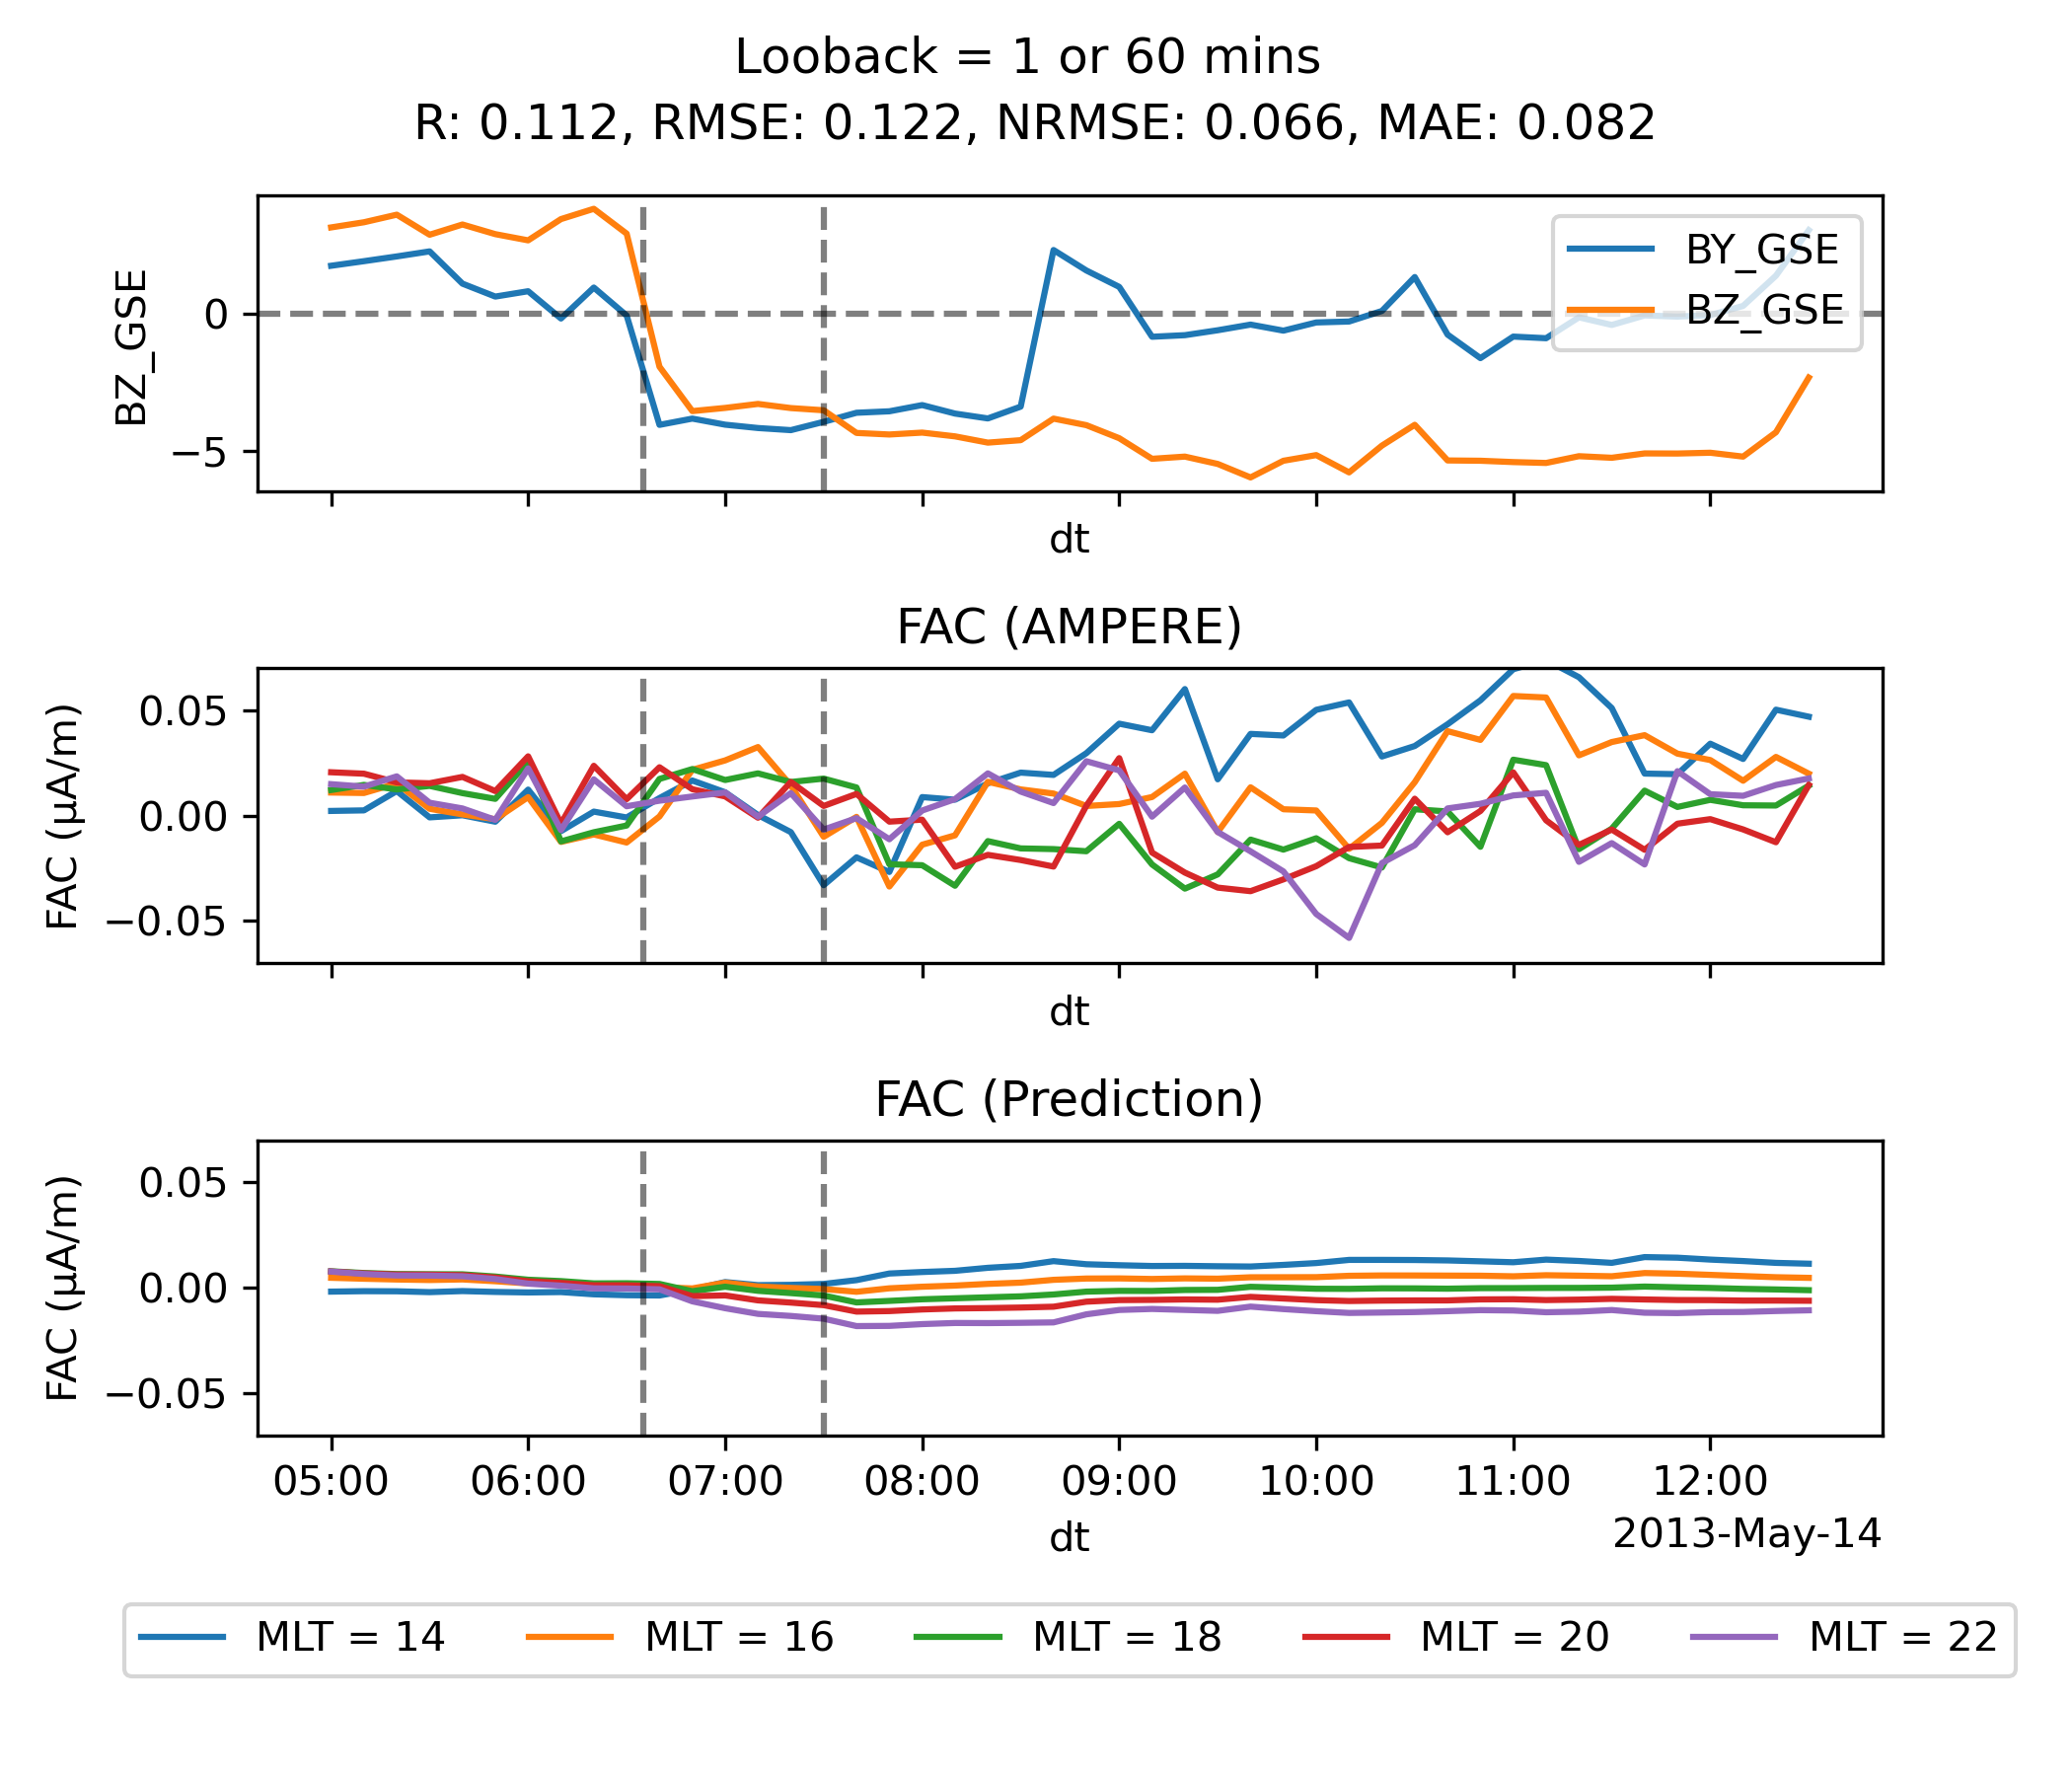 Looback = 1 or 60 mins
R: 0.112, RMSE: 0.122, NRMSE: 0.066, MAE: 0.082
BZ_GSE
0
−5
BY_GSE
BZ_GSE
dt
FAC (AMPERE)
FAC (μA/m)
0.05
0.00
−0.05
dt
FAC (Prediction)
FAC (μA/m)
0.05
0.00
−0.05
05:00 06:00 07:00 08:00 09:00 10:00 11:00 12:00
dt
2013-May-14
MLT = 14 MLT = 16 MLT = 18 MLT = 20 MLT = 22